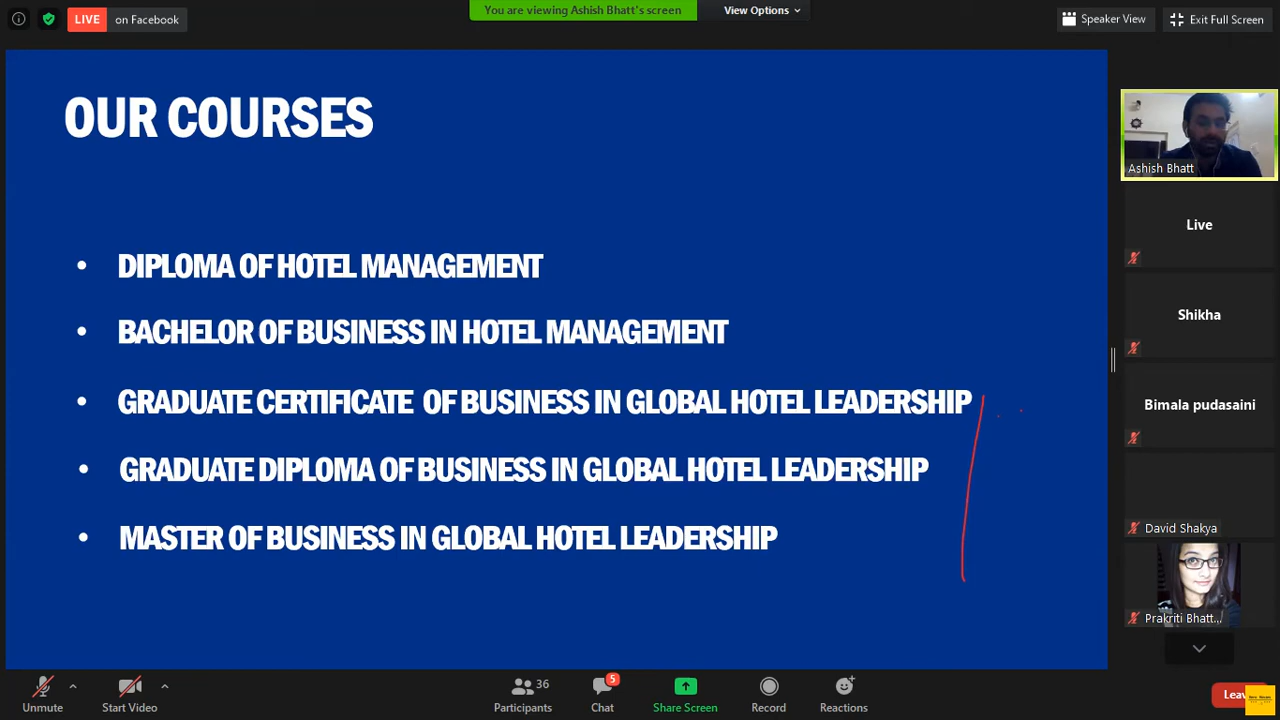 LIVE on Facebook
You are viewing Ashish Bhatt's screen
View Options
Speaker View
Exit Full Screen
OUR COURSES
• DIPLOMA OF HOTEL MANAGEMENT
• BACHELOR OF BUSINESS IN HOTEL MANAGEMENT
• GRADUATE CERTIFICATE OF BUSINESS IN GLOBAL HOTEL LEADERSHIP
• GRADUATE DIPLOMA OF BUSINESS IN GLOBAL HOTEL LEADERSHIP
• MASTER OF BUSINESS IN GLOBAL HOTEL LEADERSHIP
Ashish Bhatt
Live
Shikha
Bimala pudasaini
David Shakya
Prakriti Bhatt...
Unmute
Start Video
Participants 36
Chat 5
Share Screen
Record
Reactions